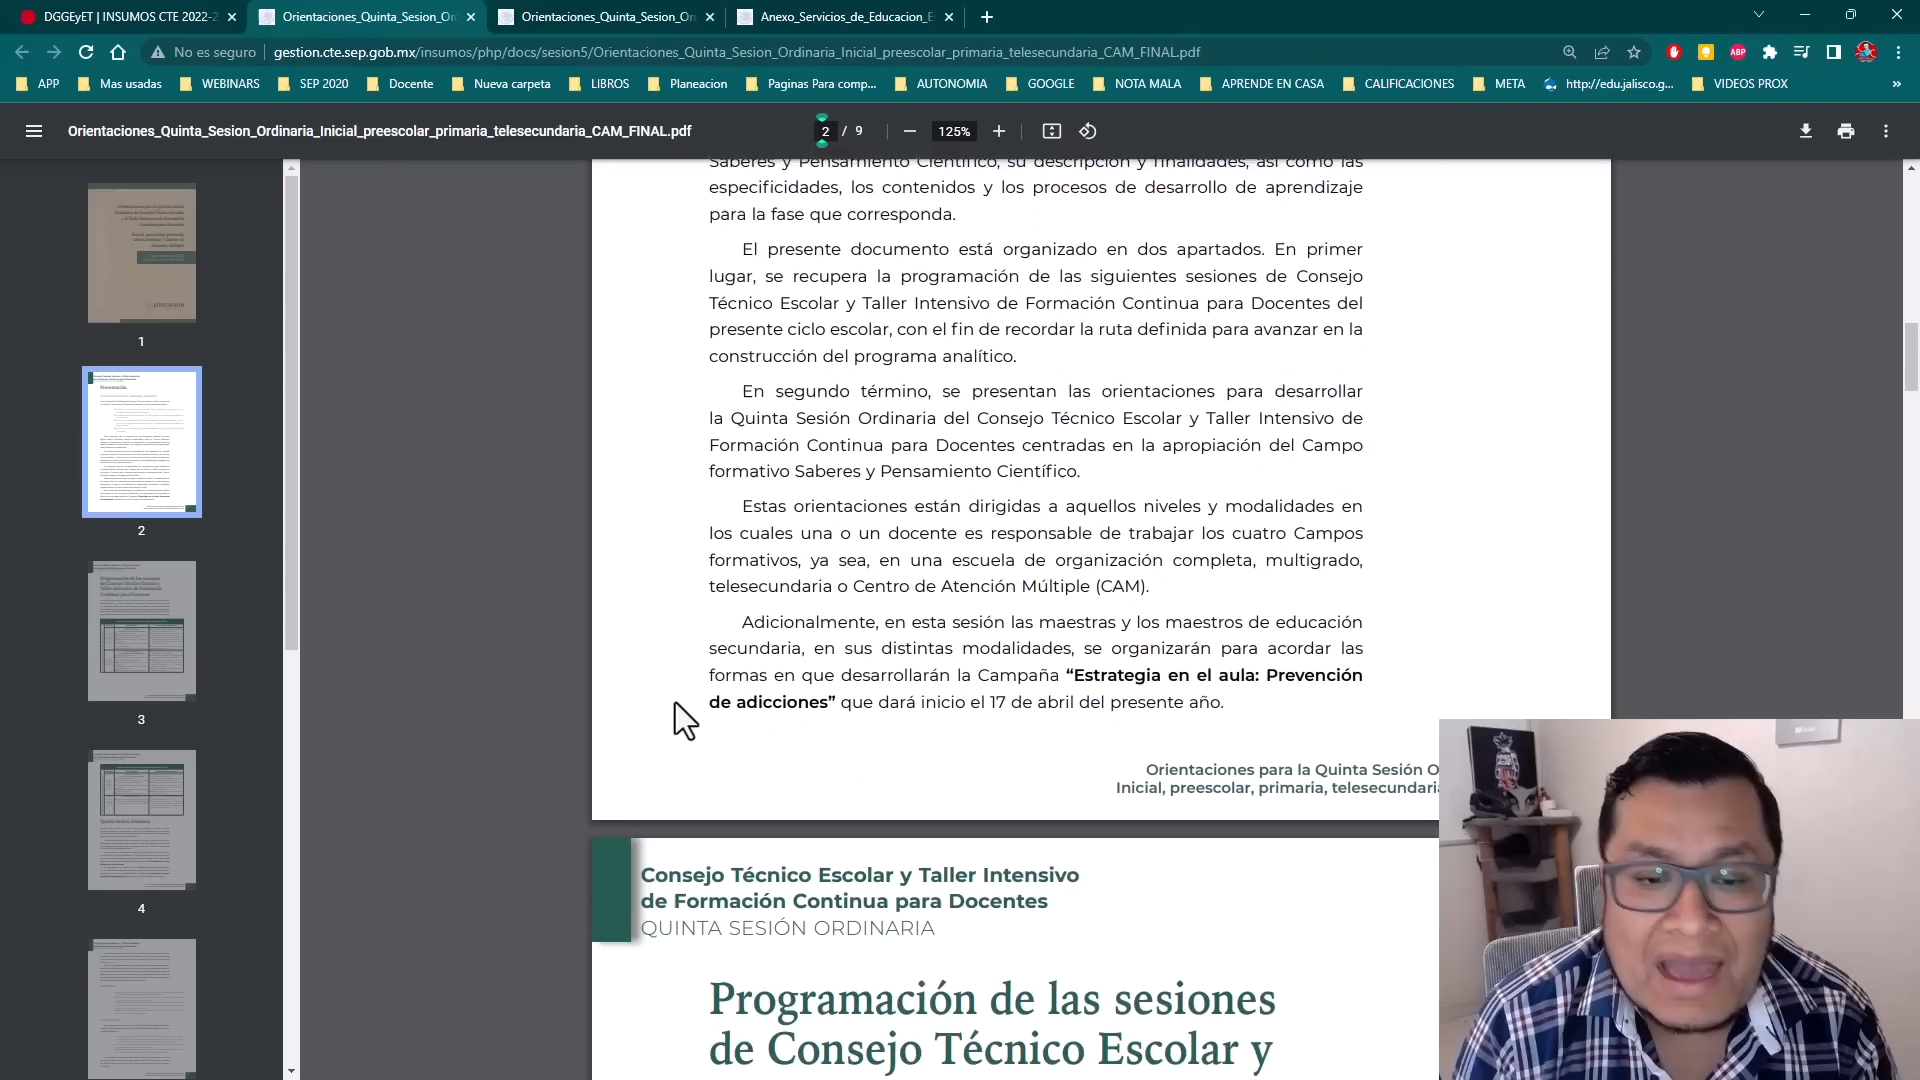 DGGEyET | INSUMOS CTE 2022-2
Orientaciones_Quinta_Sesion_Or
Orientaciones_Quinta_Sesion_Or
Anexo_Servicios_de_Educacion_E
No es seguro
gestion.cte.sep.gob.mx/insumos/php/docs/sesion5/Orientaciones_Quinta_Sesion_Ordinaria_Inicial_preescolar_primaria_telesecundaria_CAM_FINAL.pdf
APP
Mas usadas
WEBINARS
SEP 2020
Docente
Nueva carpeta
LIBROS
Planeacion
Paginas Para comp...
AUTONOMIA
GOOGLE
NOTA MALA
APRENDE EN CASA
CALIFICACIONES
META
http://edu.jalisco.g...
VIDEOS PROX
Orientaciones_Quinta_Sesion_Ordinaria_Inicial_preescolar_primaria_telesecundaria_CAM_FINAL.pdf
2 / 9
125%
1
2
3
4
Saberes y Pensamiento Científico, su descripción y finalidades, así como las
especificidades, los contenidos y los procesos de desarrollo de aprendizaje
para la fase que corresponda.
El presente documento está organizado en dos apartados. En primer
lugar, se recupera la programación de las siguientes sesiones de Consejo
Técnico Escolar y Taller Intensivo de Formación Continua para Docentes del
presente ciclo escolar, con el fin de recordar la ruta definida para avanzar en la
construcción del programa analítico.
En segundo término, se presentan las orientaciones para desarrollar
la Quinta Sesión Ordinaria del Consejo Técnico Escolar y Taller Intensivo de
Formación Continua para Docentes centradas en la apropiación del Campo
formativo Saberes y Pensamiento Científico.
Estas orientaciones están dirigidas a aquellos niveles y modalidades en
los cuales una o un docente es responsable de trabajar los cuatro Campos
formativos, ya sea, en una escuela de organización completa, multigrado,
telesecundaria o Centro de Atención Múltiple (CAM).
Adicionalmente, en esta sesión las maestras y los maestros de educación
secundaria, en sus distintas modalidades, se organizarán para acordar las
formas en que desarrollarán la Campaña “Estrategia en el aula: Prevención
de adicciones” que dará inicio el 17 de abril del presente año.
Orientaciones para la Quinta Sesión O
Inicial, preescolar, primaria, telesecundaria
Consejo Técnico Escolar y Taller Intensivo
de Formación Continua para Docentes
QUINTA SESIÓN ORDINARIA
Programación de las sesiones
de Consejo Técnico Escolar y